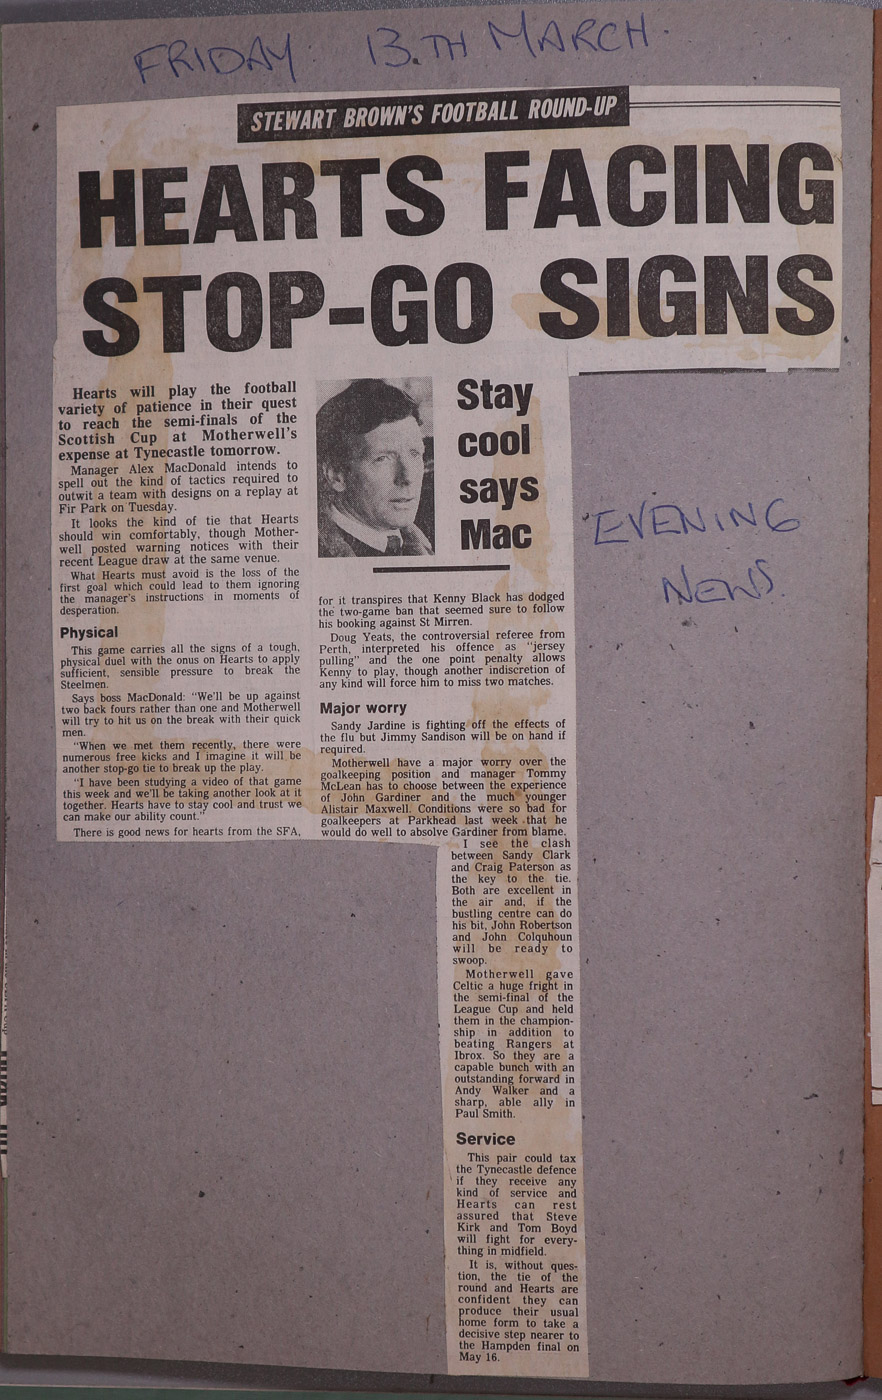 FRIDAY 13.TH MARCH.
STEWART BROWN'S FOOTBALL ROUND-UP
HEARTS FACING
STOP-GO SIGNS
Hearts will play the football
variety of patience in their quest
to reach the semi-finals of the
Scottish Cup at Motherwell's
expense at Tynecastle tomorrow.
Manager Alex MacDonald intends to
spell out the kind of tactics required to
outwit a team with designs on a replay at
Fir Park on Tuesday.
It looks the kind of tie that Hearts
should win comfortably, though Mother-
well posted warning notices with their
recent League draw at the same venue.
What Hearts must avoid is the loss of the
first goal which could lead to them ignoring
the manager's instructions in moments of
desperation.
Physical
This game carries all the signs of a tough,
physical duel with the onus on Hearts to apply
sufficient, sensible pressure to break the
Steelmen.
Says boss MacDonald: "We'll be up against
two back fours rather than one and Motherwell
will try to hit us on the break with their quick
men.
"When we met them recently, there were
numerous free kicks and I imagine it will be
another stop-go tie to break up the play.
"I have been studying a video of that game
this week and we'll be taking another look at it
together. Hearts have to stay cool and trust we
can make our ability count."
There is good news for hearts from the SFA,
Stay
cool
says
Mac
for it transpires that Kenny Black has dodged
the two-game ban that seemed sure to follow
his booking against St Mirren.
Doug Yeats, the controversial referee from
Perth, interpreted his offence as "jersey
pulling" and the one point penalty allows
Kenny to play, though another indiscretion of
any kind will force him to miss two matches.
Major worry
Sandy Jardine is fighting off the effects of
the flu but Jimmy Sandison will be on hand if
required.
Motherwell have a major worry over the
goalkeeping position and manager Tommy
McLean has to choose between the experience
of John Gardiner and the much younger
Alistair Maxwell. Conditions were so bad for
goalkeepers at Parkhead last week that he
would do well to absolve Gardiner from blame.
I see the clash
between Sandy Clark
and Craig Paterson as
the key to the tie.
Both are excellent in
the air and, if the
bustling centre can do
his bit, John Robertson
and John Colquhoun
will be ready to
swoop.
Motherwell gave
Celtic a huge fright in
the semi-final of the
League Cup and held
them in the champion-
ship in addition to
beating Rangers at
Ibrox. So they are a
capable bunch with an
outstanding forward in
Andy Walker and a
sharp, able ally in
Paul Smith.
Service
This pair could tax
the Tynecastle defence
if they receive any
kind of service and
Hearts can rest
assured that Steve
Kirk and Tom Boyd
will fight for every-
thing in midfield.
It is, without ques-
tion, the tie of the
round and Hearts are
confident they can
produce their usual
home form to take a
decisive step nearer to
the Hampden final on
May 16.
EVENING
NEWS.